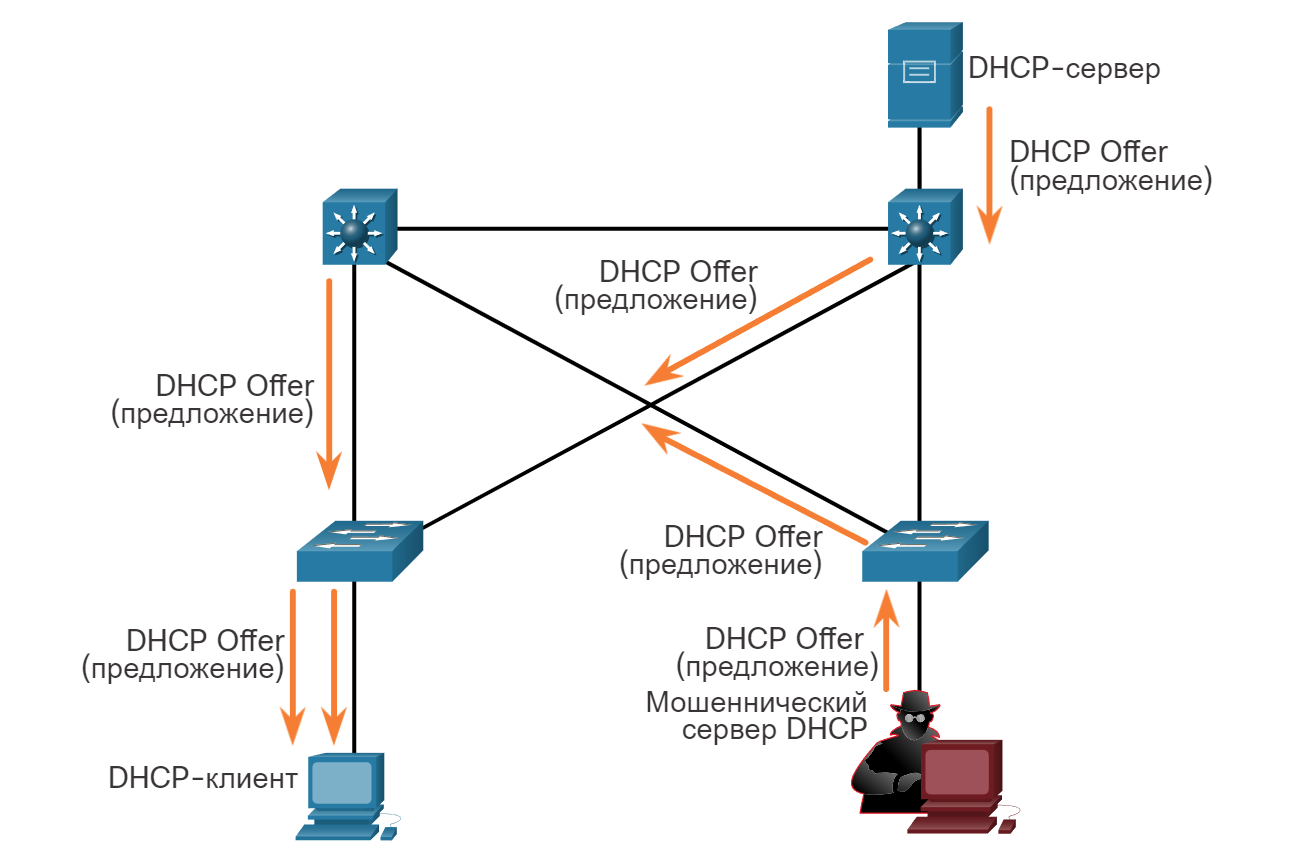 DHCP-сервер
DHCP Offer
(предложение)
DHCP Offer
(предложение)
DHCP Offer
(предложение)
DHCP Offer
(предложение)
DHCP Offer
(предложение)
DHCP Offer
(предложение)
Мошеннический
сервер DHCP
DHCP-клиент